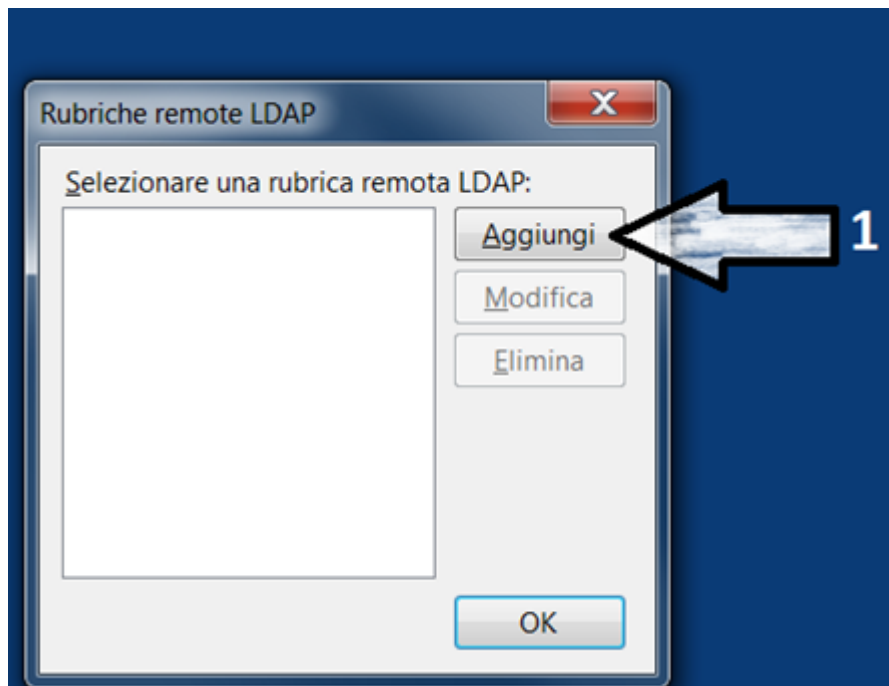 Rubriche remote LDAP
Selezionare una rubrica remota LDAP:
Aggiungi
1
Modifica
Elimina
OK